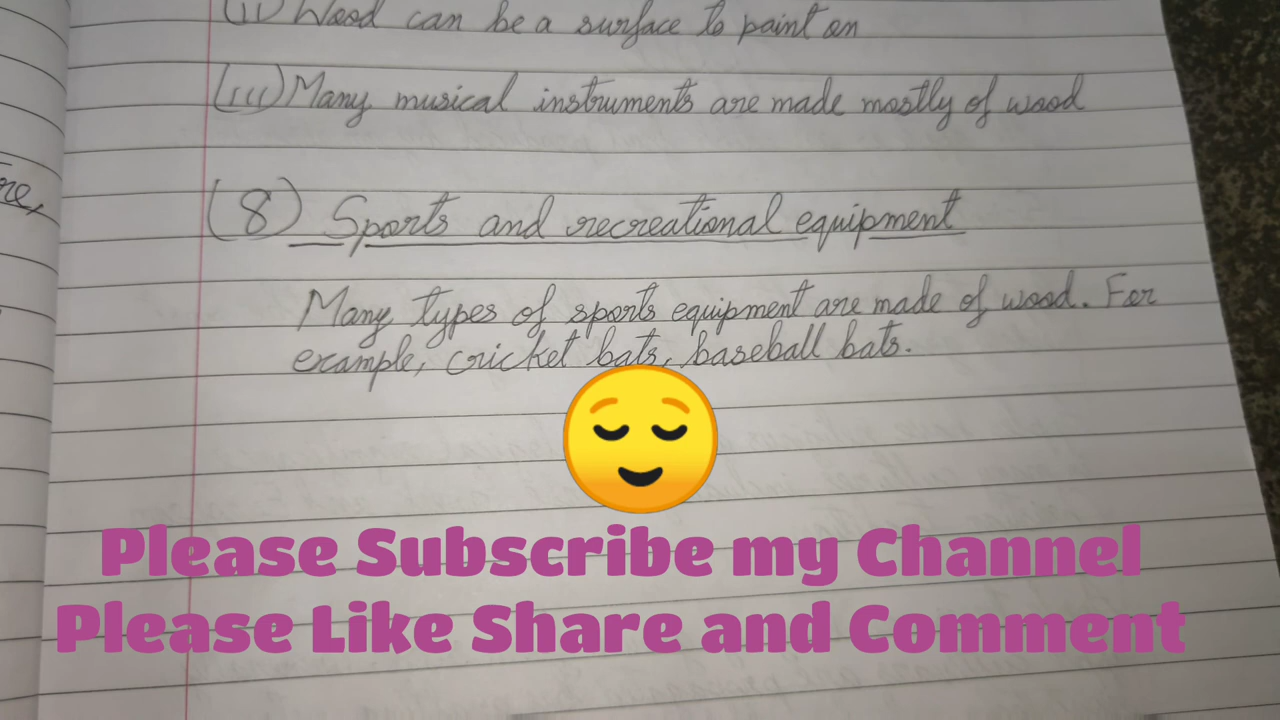 (ii) Wood can be a surface to paint on
(iii) Many musical instruments are made mostly of wood
(8) Sports and recreational equipment
Many types of sports equipment are made of wood. For
example, cricket bats, baseball bats.
Please Subscribe my Channel
Please Like Share and Comment